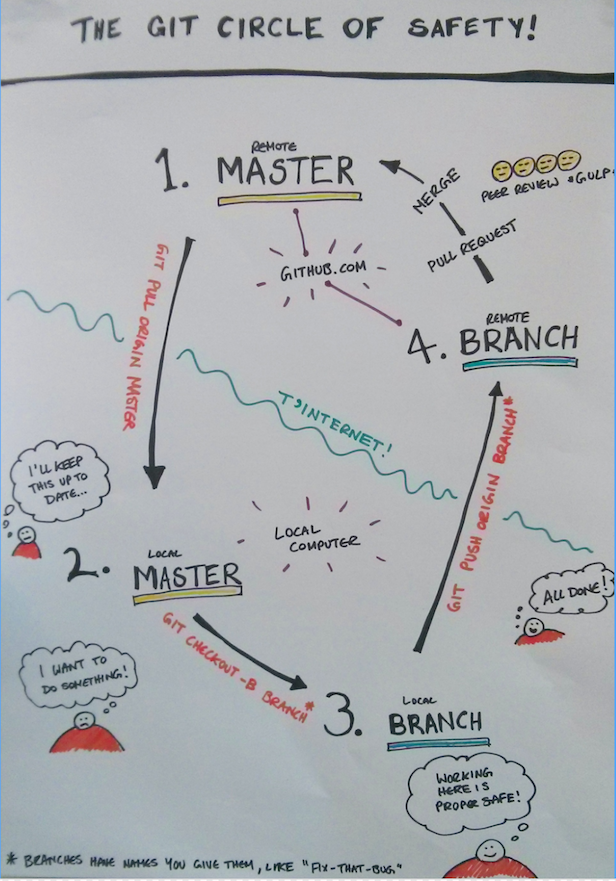 THE GIT CIRCLE OF SAFETY!
REMOTE
1. MASTER
MERGE
PEER REVIEW *GULP*
PULL REQUEST
GITHUB.COM
GIT PULL ORIGIN MASTER
REMOTE
4. BRANCH
T'INTERNET!
GIT PUSH ORIGIN BRANCH*
I'LL KEEP
THIS UP TO
DATE...
LOCAL
COMPUTER
LOCAL
2. MASTER
ALL DONE!
GIT CHECKOUT -B BRANCH*
I WANT TO
DO SOMETHING!
LOCAL
3. BRANCH
WORKING
HERE IS
PROPER SAFE!
* BRANCHES HAVE NAMES YOU GIVE THEM, LIKE "FIX-THAT-BUG"